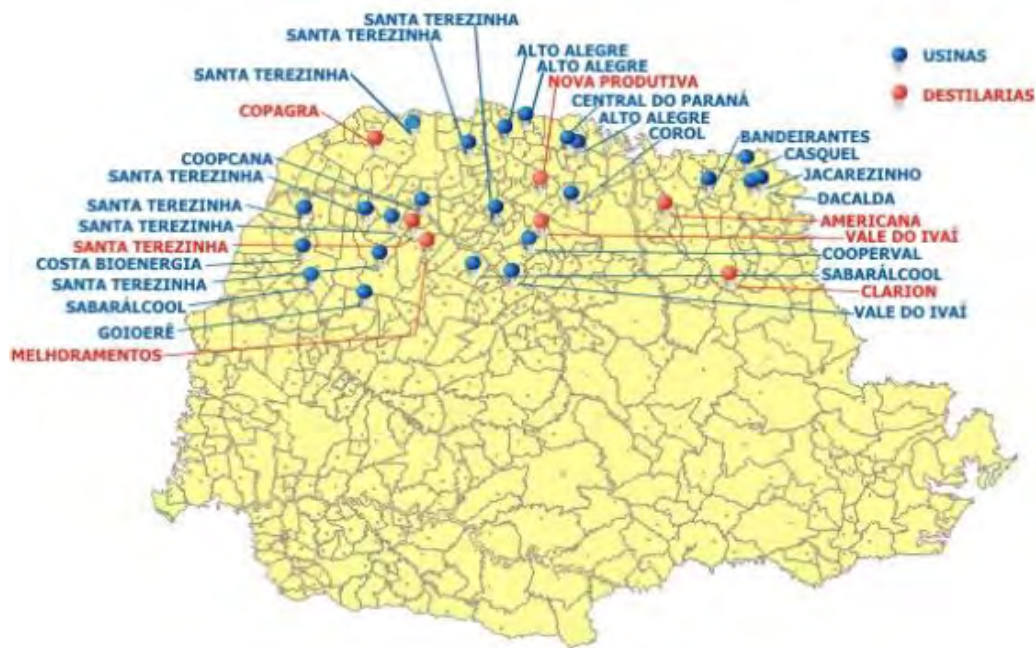 SANTA TEREZINHA
SANTA TEREZINHA
ALTO ALEGRE
ALTO ALEGRE
USINAS
SANTA TEREZINHA
NOVA PRODUTIVA
DESTILARIAS
COPAGRA
CENTRAL DO PARANÁ
ALTO ALEGRE
COROL
BANDEIRANTES
COOPCANA
CASQUEL
SANTA TEREZINHA
JACAREZINHO
DACALDA
SANTA TEREZINHA
SANTA TEREZINHA
AMERICANA
VALE DO IVAÍ
SANTA TEREZINHA
COOPERVAL
COSTA BIOENERGIA
SABARÁLCOOL
SANTA TEREZINHA
CLARION
SABARÁLCOOL
VALE DO IVAÍ
GOIOERÊ
MELHORAMENTOS